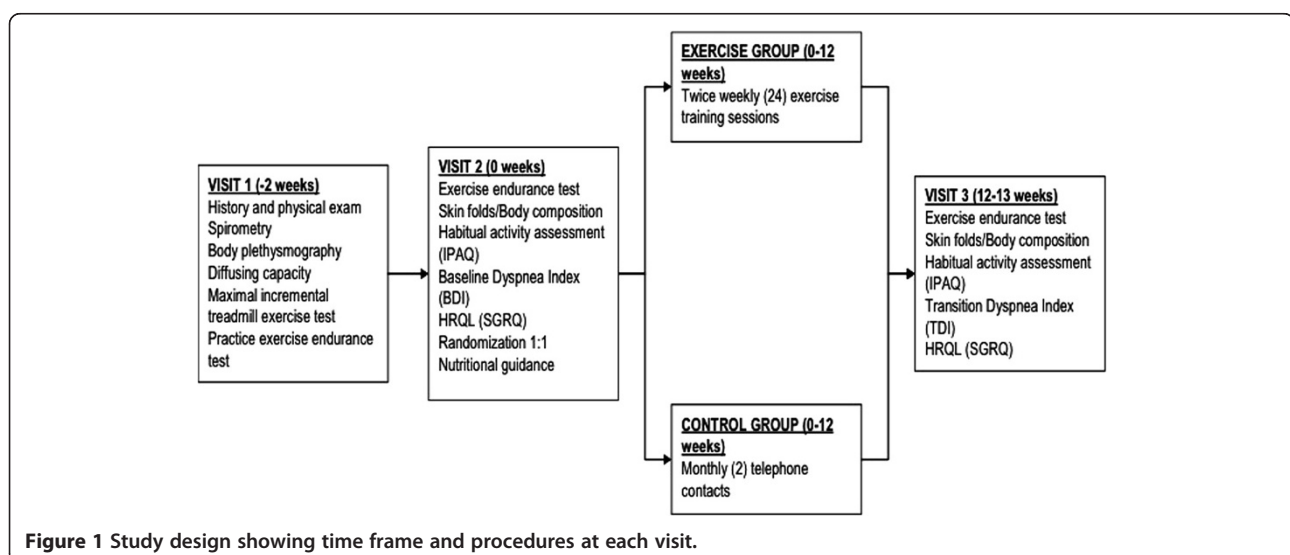 VISIT 1 (-2 weeks)
History and physical exam
Spirometry
Body plethysmography
Diffusing capacity
Maximal incremental
treadmill exercise test
Practice exercise endurance
test
VISIT 2 (0 weeks)
Exercise endurance test
Skin folds/Body composition
Habitual activity assessment
(IPAQ)
Baseline Dyspnea Index
(BDI)
HRQL (SGRQ)
Randomization 1:1
Nutritional guidance
EXERCISE GROUP (0-12
weeks)
Twice weekly (24) exercise
training sessions
CONTROL GROUP (0-12
weeks)
Monthly (2) telephone
contacts
VISIT 3 (12-13 weeks)
Exercise endurance test
Skin folds/Body composition
Habitual activity assessment
(IPAQ)
Transition Dyspnea Index
(TDI)
HRQL (SGRQ)
Figure 1 Study design showing time frame and procedures at each visit.